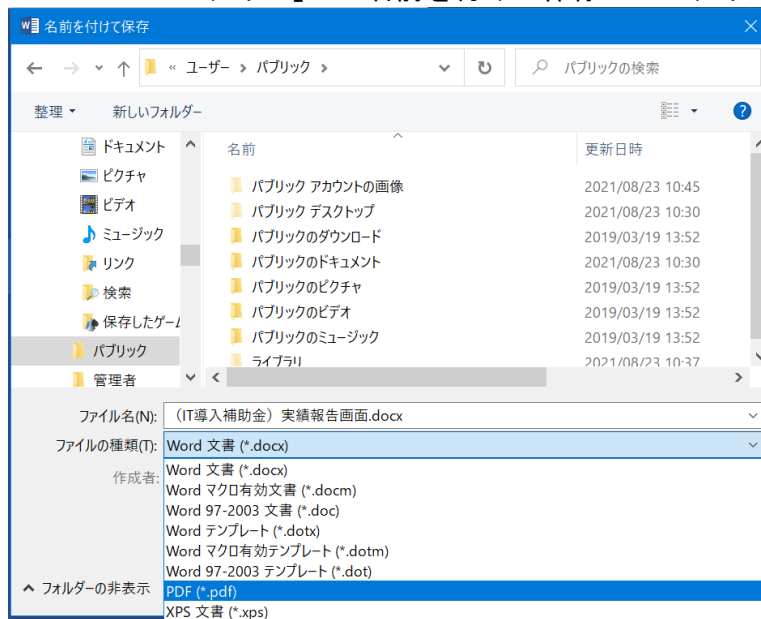 名前を付けて保存
« ユーザー > パブリック >
パブリックの検索
整理
新しいフォルダー
ドキュメント
ピクチャ
ビデオ
ミュージック
リンク
検索
保存したゲー
パブリック
管理者
名前
更新日時
パブリック アカウントの画像 2021/08/23 10:45
パブリック デスクトップ 2021/08/23 10:30
パブリックのダウンロード 2019/03/19 13:52
パブリックのドキュメント 2021/08/23 10:30
パブリックのピクチャ 2019/03/19 13:52
パブリックのビデオ 2019/03/19 13:52
パブリックのミュージック 2019/03/19 13:52
ライブラリ 2021/08/23 10:37
ファイル名(N): （IT導入補助金）実績報告画面.docx
ファイルの種類(T): Word 文書 (*.docx)
作成者:
Word 文書 (*.docx)
Word マクロ有効文書 (*.docm)
Word 97-2003 文書 (*.doc)
Word テンプレート (*.dotx)
Word マクロ有効テンプレート (*.dotm)
Word 97-2003 テンプレート (*.dot)
PDF (*.pdf)
XPS 文書 (*.xps)
フォルダーの非表示